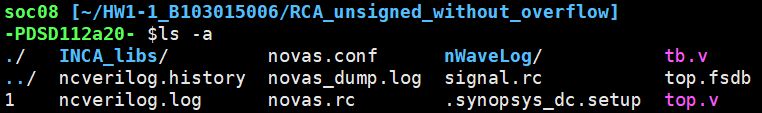 soc08 [~/HW1-1_B103015006/RCA_unsigned_without_overflow]
-PDSD112a20- $ls -a
./ INCA_libs/ novas.conf nWaveLog/ tb.v
../ ncverilog.history novas_dump.log signal.rc top.fsdb
1 ncverilog.log novas.rc .synopsys_dc.setup top.v